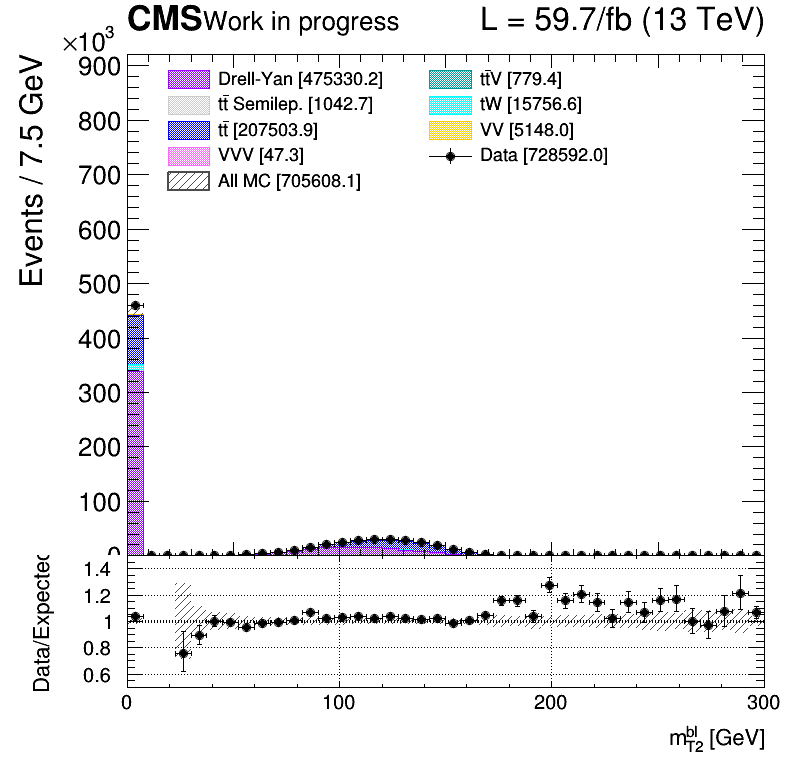 CMS Work in progress L = 59.7/fb (13 TeV)
×10³
Events / 7.5 GeV
900
800
700
600
500
400
300
200
100
0
Drell-Yan [475330.2]
tt̄ Semilep. [1042.7]
tt̄ [207503.9]
VVV [47.3]
All MC [705608.1]
tt̄V [779.4]
tW [15756.6]
VV [5148.0]
Data [728592.0]
Data/Expected
1.4
1.2
1
0.8
0.6
0 100 200 300
m_T2^bl [GeV]